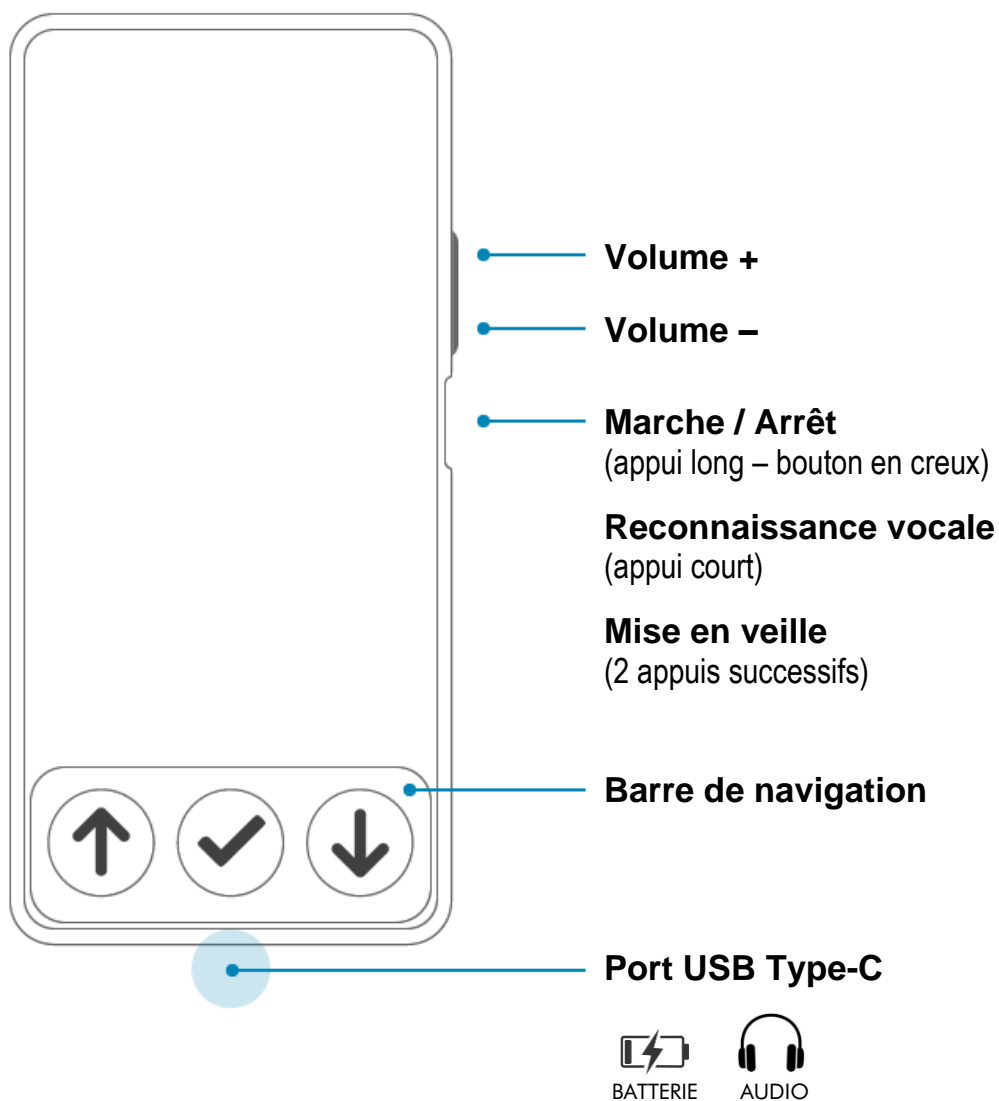 Volume +
Volume –
Marche / Arrêt
(appui long – bouton en creux)
Reconnaissance vocale
(appui court)
Mise en veille
(2 appuis successifs)
Barre de navigation
Port USB Type-C
BATTERIE AUDIO